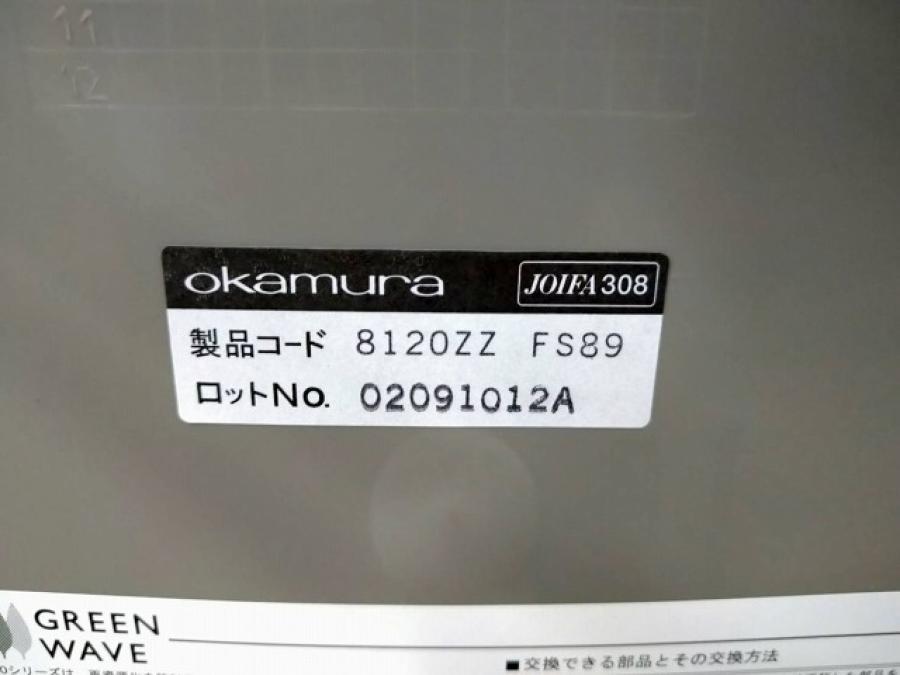 11
12
okamura JOIFA308
製品コード 8120ZZ FS89
ロットNo. 02091012A
GREEN
WAVE
■交換できる部品とその交換方法